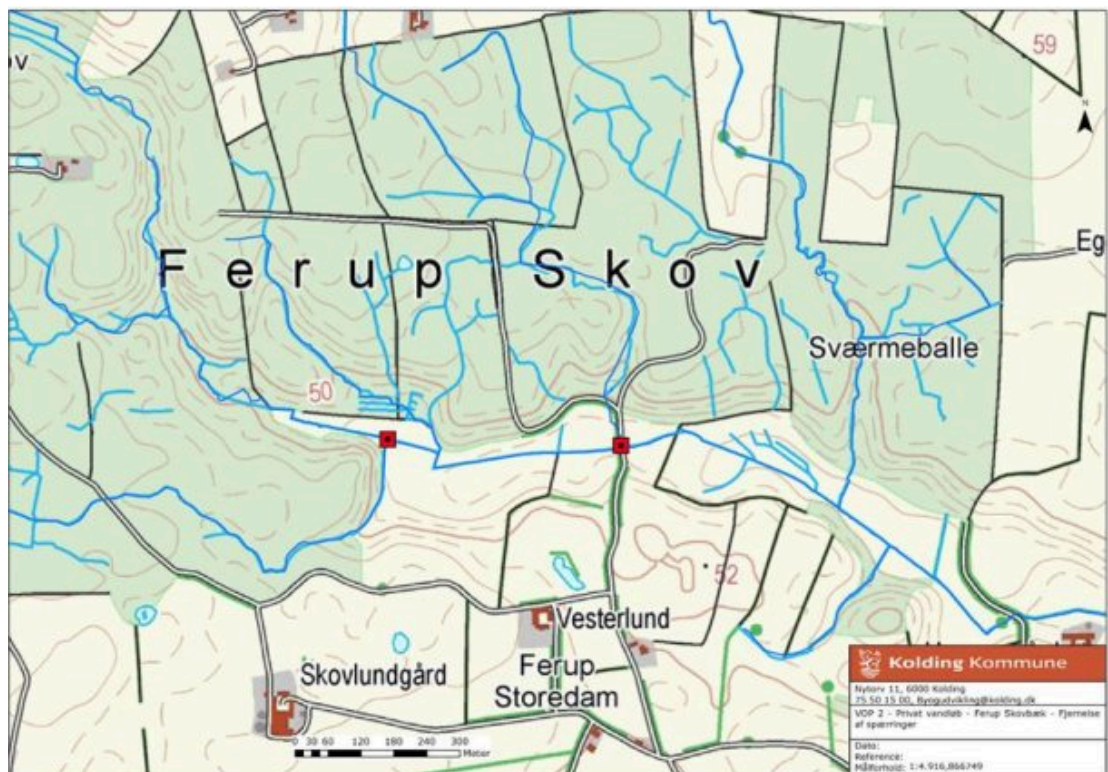 ov
59
N
Ferup Skov
Eg
Sværmeballe
50
52
Vesterlund
Skovlundgård
Ferup
Storedam
0 30 60 120 180 240 300
Meter
Kolding Kommune
Nytorv 11, 6000 Kolding
75 50 15 00, Byogudvikling@kolding.dk
VOP 2 - Privat vandløb - Ferup Skovbæk - Fjernelse
af spærringer
Dato:
Reference:
Målforhold: 1:4.916,866749